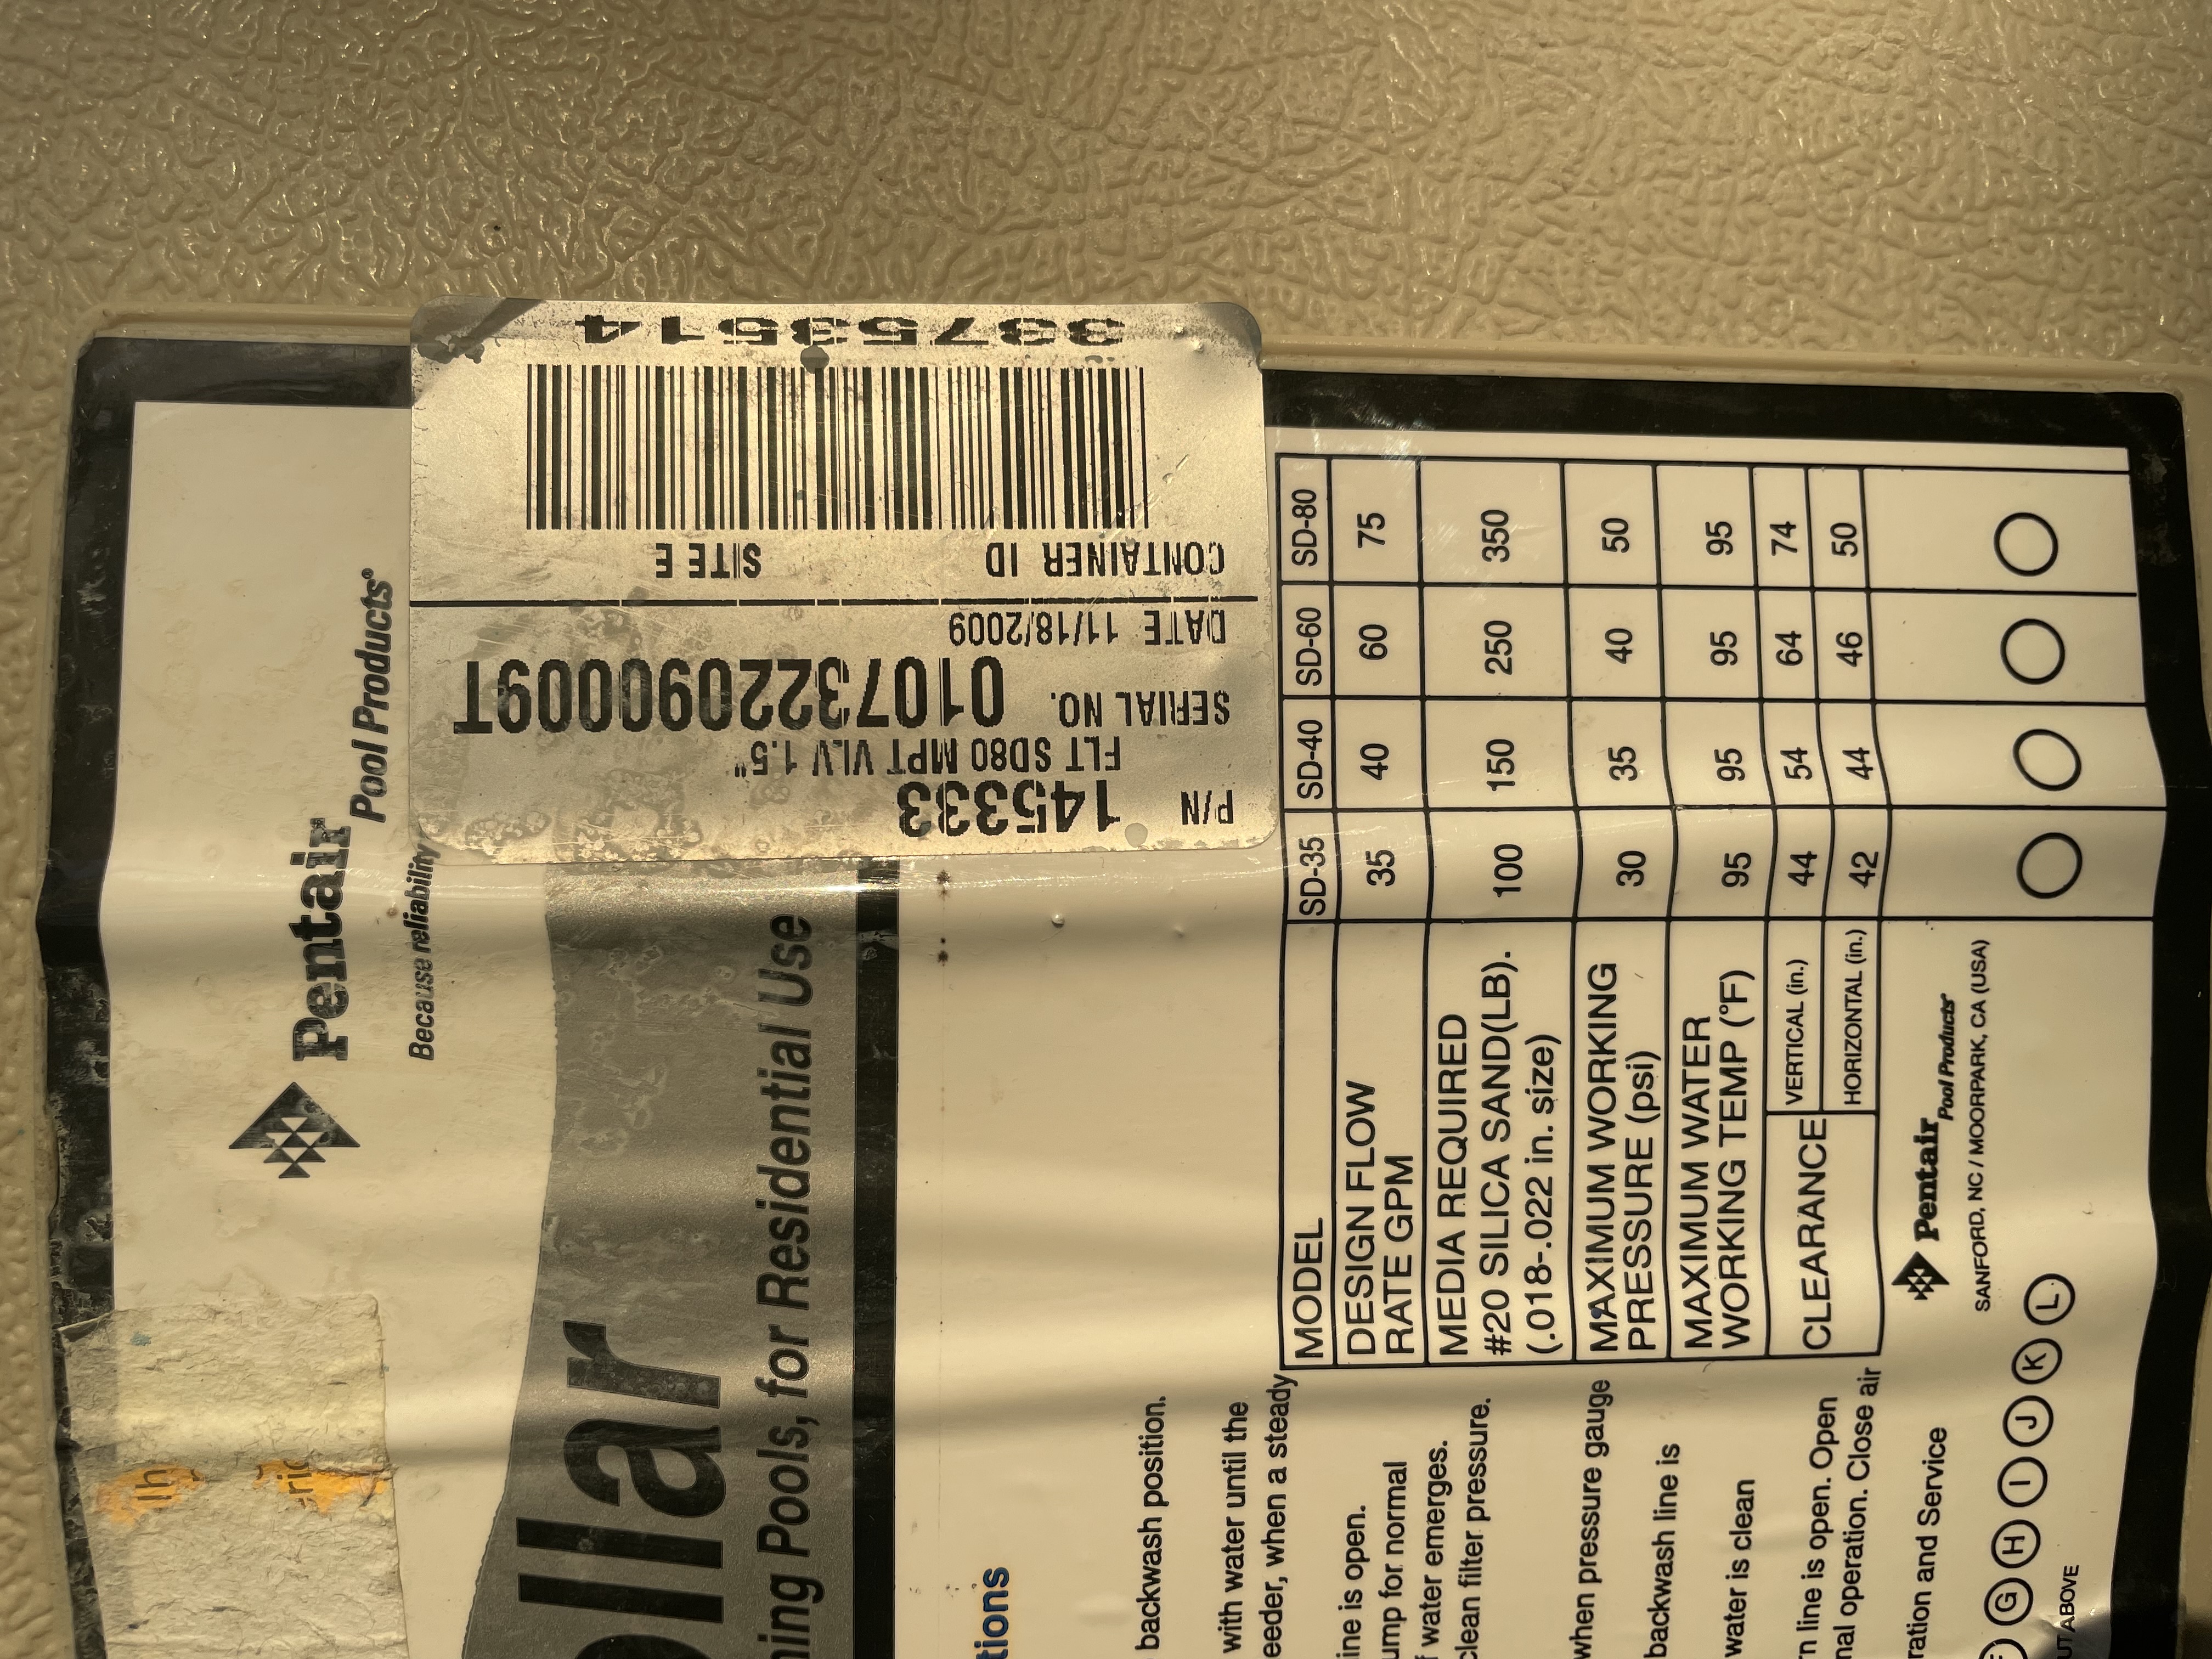 Pentair
Pool Products®
Because reliability
llar
ning Pools, for Residential Use
P/N 145333
FLT SD80 MPT VLV 1.5"
SERIAL NO. 0107322090009T
DATE 11/18/2009
CONTAINER ID SITE E
33753514
tions
backwash position.
with water until the
eeder, when a steady
ine is open.
ump for normal
f water emerges.
clean filter pressure.
when pressure gauge
backwash line is
water is clean
rn line is open. Open
nal operation. Close air
ration and Service
G H I J K L
UT ABOVE
MODEL SD-35 SD-40 SD-60 SD-80
DESIGN FLOW
RATE GPM 35 40 60 75
MEDIA REQUIRED
#20 SILICA SAND(LB). 100 150 250 350
(.018-.022 in. size)
MAXIMUM WORKING
PRESSURE (psi) 30 35 40 50
MAXIMUM WATER
WORKING TEMP (°F) 95 95 95 95
CLEARANCE VERTICAL (in.) 44 54 64 74
HORIZONTAL (in.) 42 44 46 50
Pentair
Pool Products®
SANFORD, NC / MOORPARK, CA (USA)